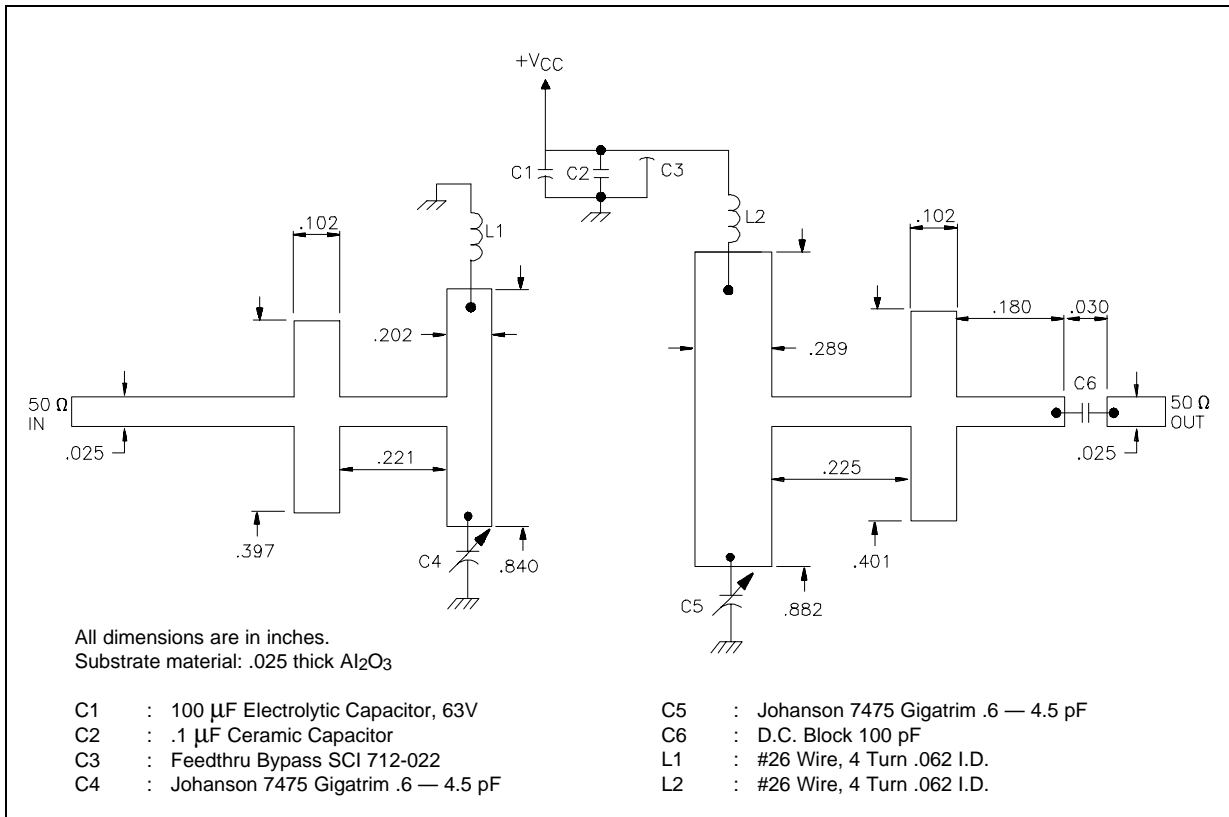 +VCC
C1
C2
C3
.102
L1
L2
.102
.202
.289
.180
.030
C6
50 Ω
IN
50 Ω
OUT
.025
.025
.221
.225
.397
C4
.840
C5
.882
.401
All dimensions are in inches.
Substrate material: .025 thick Al2O3
C1 : 100 μF Electrolytic Capacitor, 63V
C2 : .1 μF Ceramic Capacitor
C3 : Feedthru Bypass SCI 712-022
C4 : Johanson 7475 Gigatrim .6 — 4.5 pF
C5 : Johanson 7475 Gigatrim .6 — 4.5 pF
C6 : D.C. Block 100 pF
L1 : #26 Wire, 4 Turn .062 I.D.
L2 : #26 Wire, 4 Turn .062 I.D.